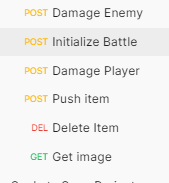 POST Damage Enemy
POST Initialize Battle
POST Damage Player
POST Push item
DEL Delete Item
GET Get image